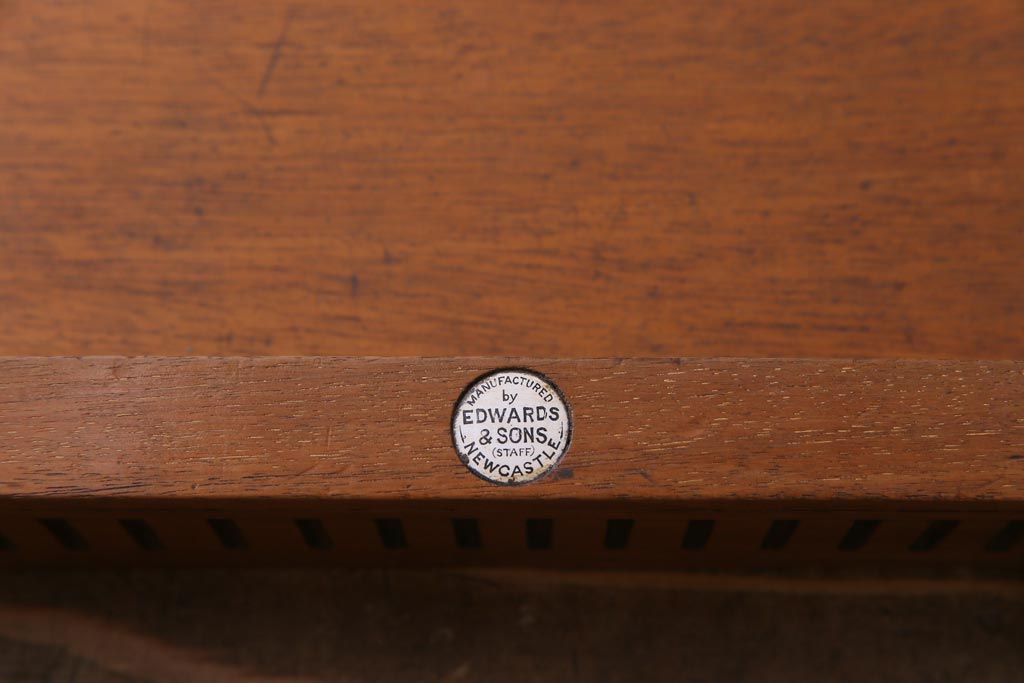 MANUFACTURED
by
EDWARDS
& SONS
(STAFF)
NEWCASTLE